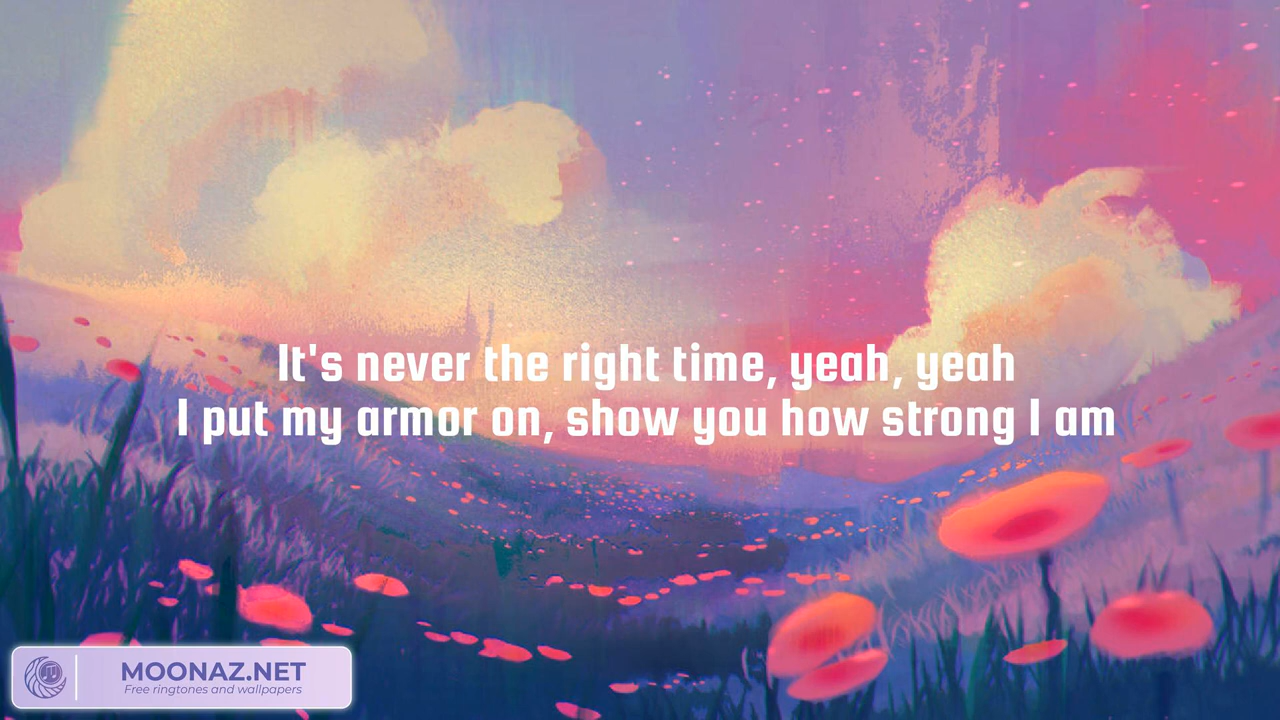 It's never the right time, yeah, yeah
I put my armor on, show you how strong I am
MOONAZ.NET
Free ringtones and wallpapers